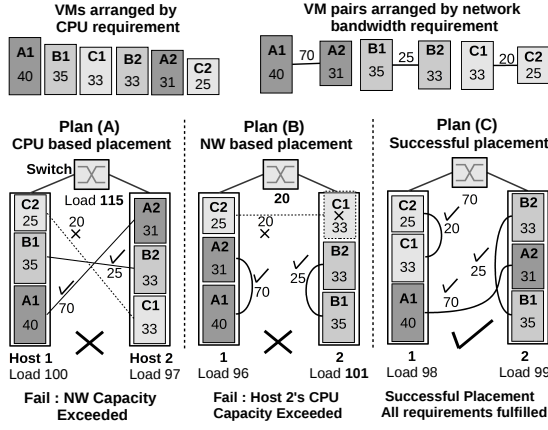 VMs arranged by
CPU requirement
A1 B1 C1 B2 A2 C2
40 35 33 33 31 25
VM pairs arranged by network
bandwidth requirement
A1 70 A2 B1 25 B2 C1 20 C2
40 31 35 33 33 25
Plan (A)
CPU based placement
Switch
Load 115
C2
25
B1
35
A1
40
20
25
70
A2
31
B2
33
C1
33
Host 1
Load 100
Host 2
Load 97
Fail : NW Capacity
Exceeded
Plan (B)
NW based placement
20
C2
25
A2
31
A1
40
20
70
70
C1
33
B2
33
B1
35
1
Load 96
2
Load 101
Fail : Host 2's CPU
Capacity Exceeded
Plan (C)
Successful placement
70
C2
25
C1
33
A1
40
20
25
70
B2
33
A2
31
B1
35
1
Load 98
2
Load 99
Successful Placement
All requirements fulfilled